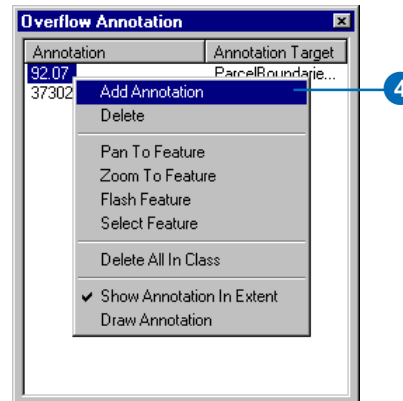 Overflow Annotation
Annotation Annotation Target
92.07 ParcelBoundarie...
37302
Add Annotation
4
Delete
Pan To Feature
Zoom To Feature
Flash Feature
Select Feature
Delete All In Class
Show Annotation In Extent
Draw Annotation